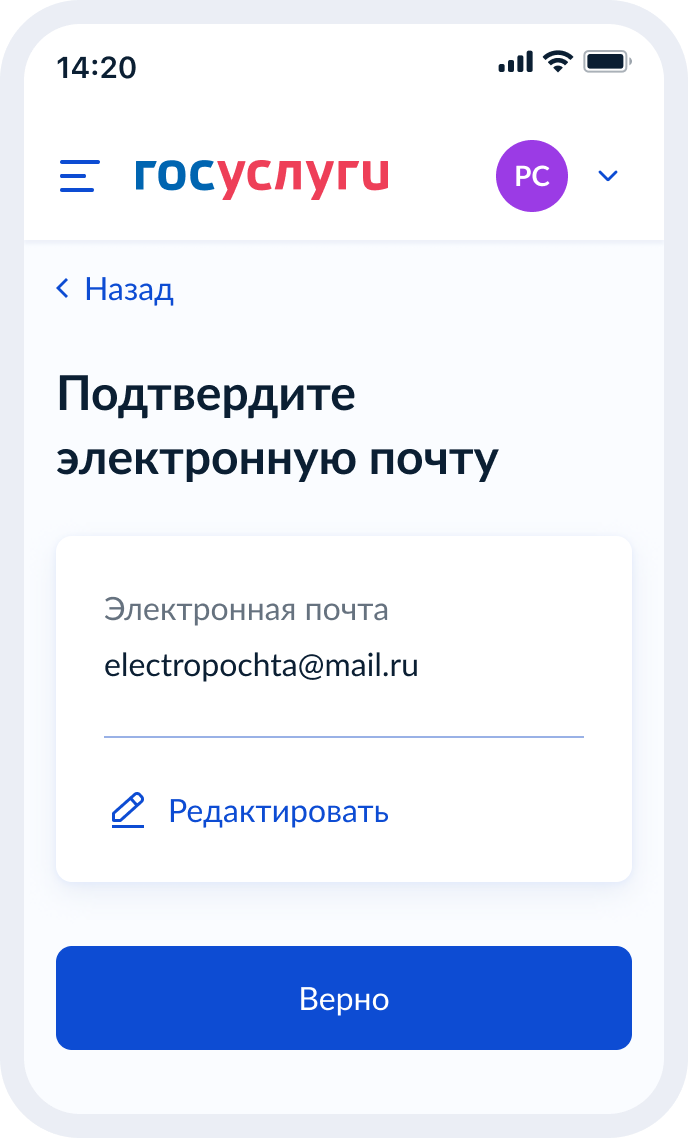 14:20
госуслуги
РС
Назад
Подтвердите
электронную почту
Электронная почта
electropochta@mail.ru
Редактировать
Верно